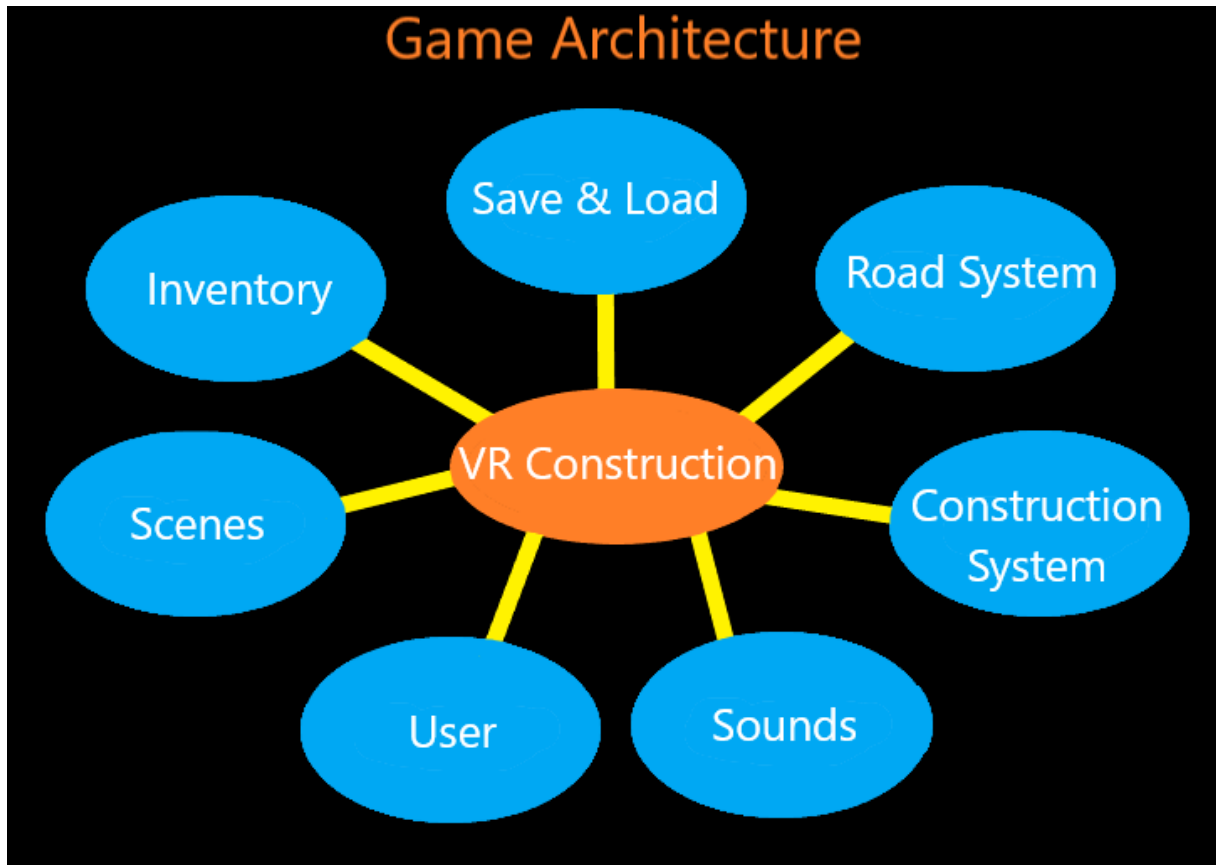 Game Architecture
Save & Load
Inventory
Road System
VR Construction
Scenes
Construction
System
User
Sounds